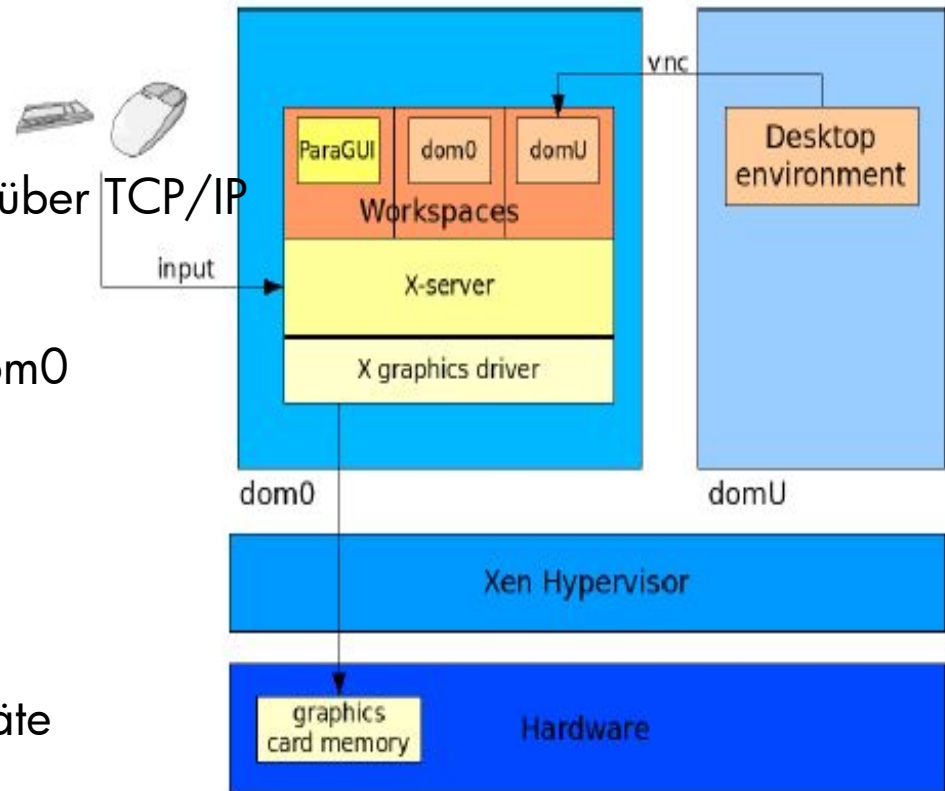 vnc
ParaGUI
dom0
domU
Desktop
environment
über TCP/IP
Workspaces
input
X-server
om0
X graphics driver
dom0
domU
Xen Hypervisor
äte
graphics
card memory
Hardware